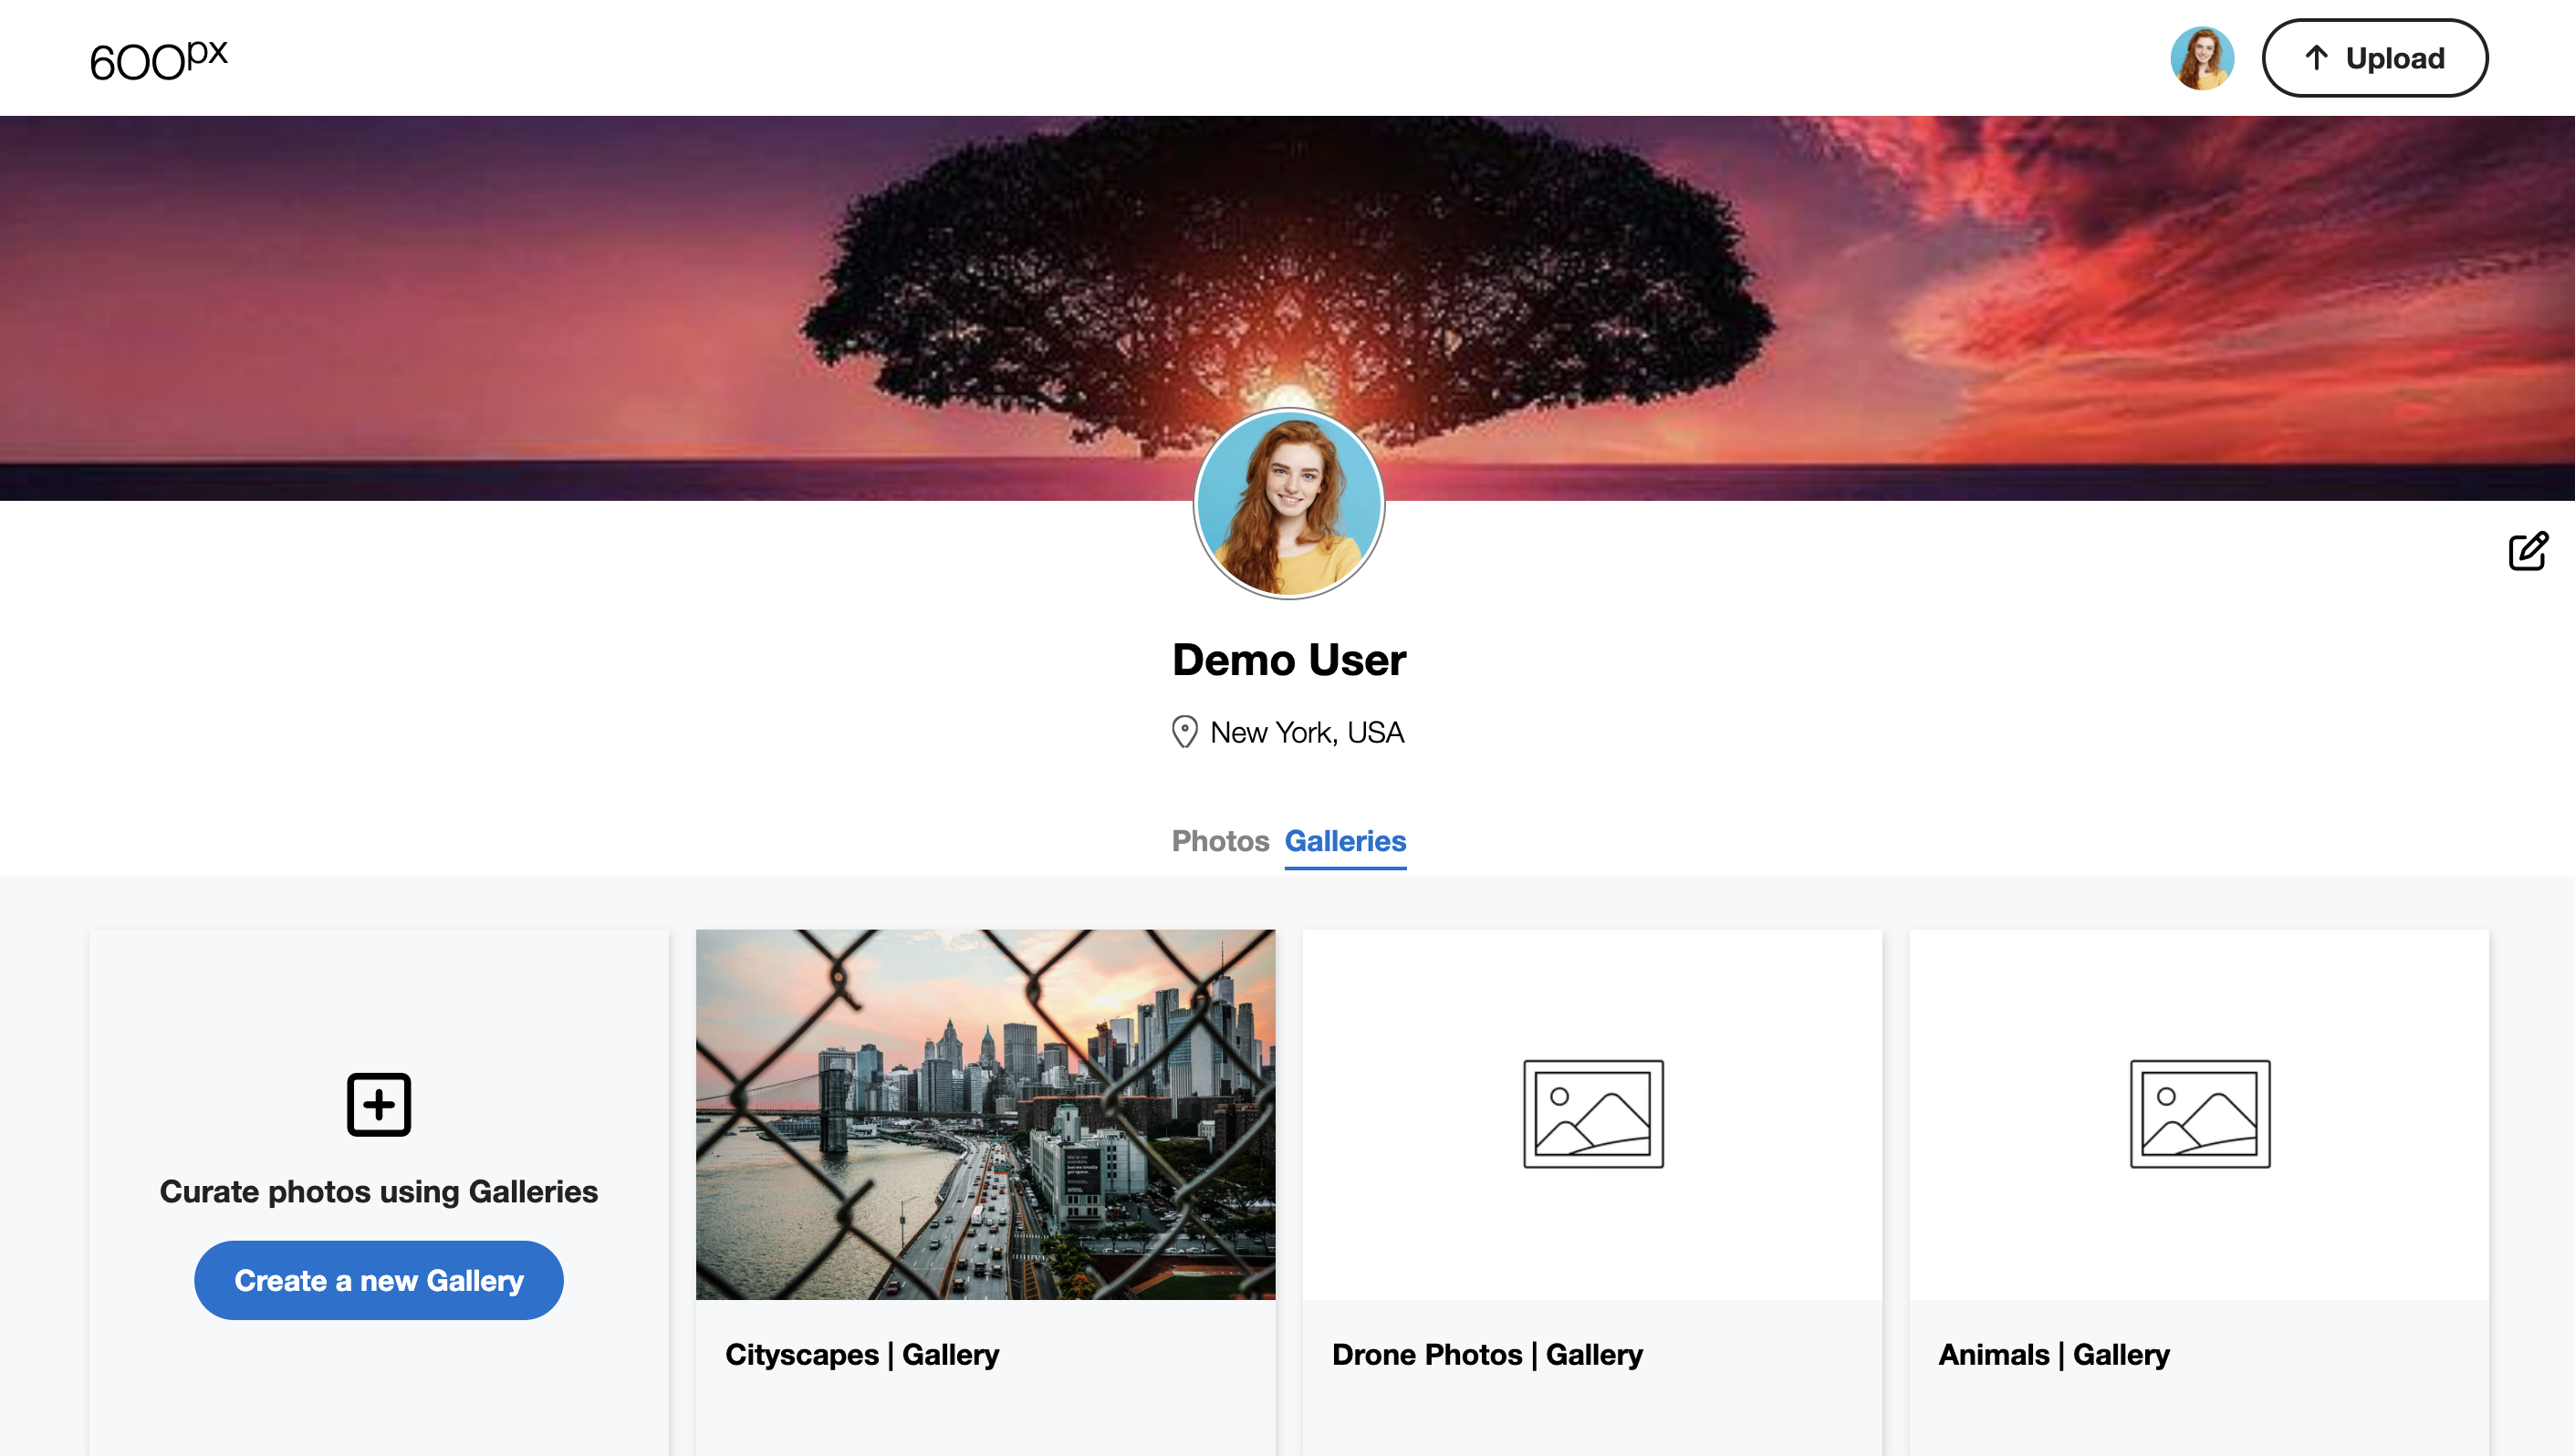 600px
Upload
Demo User
New York, USA
Photos Galleries
Curate photos using Galleries
Create a new Gallery
Cityscapes | Gallery
Drone Photos | Gallery
Animals | Gallery